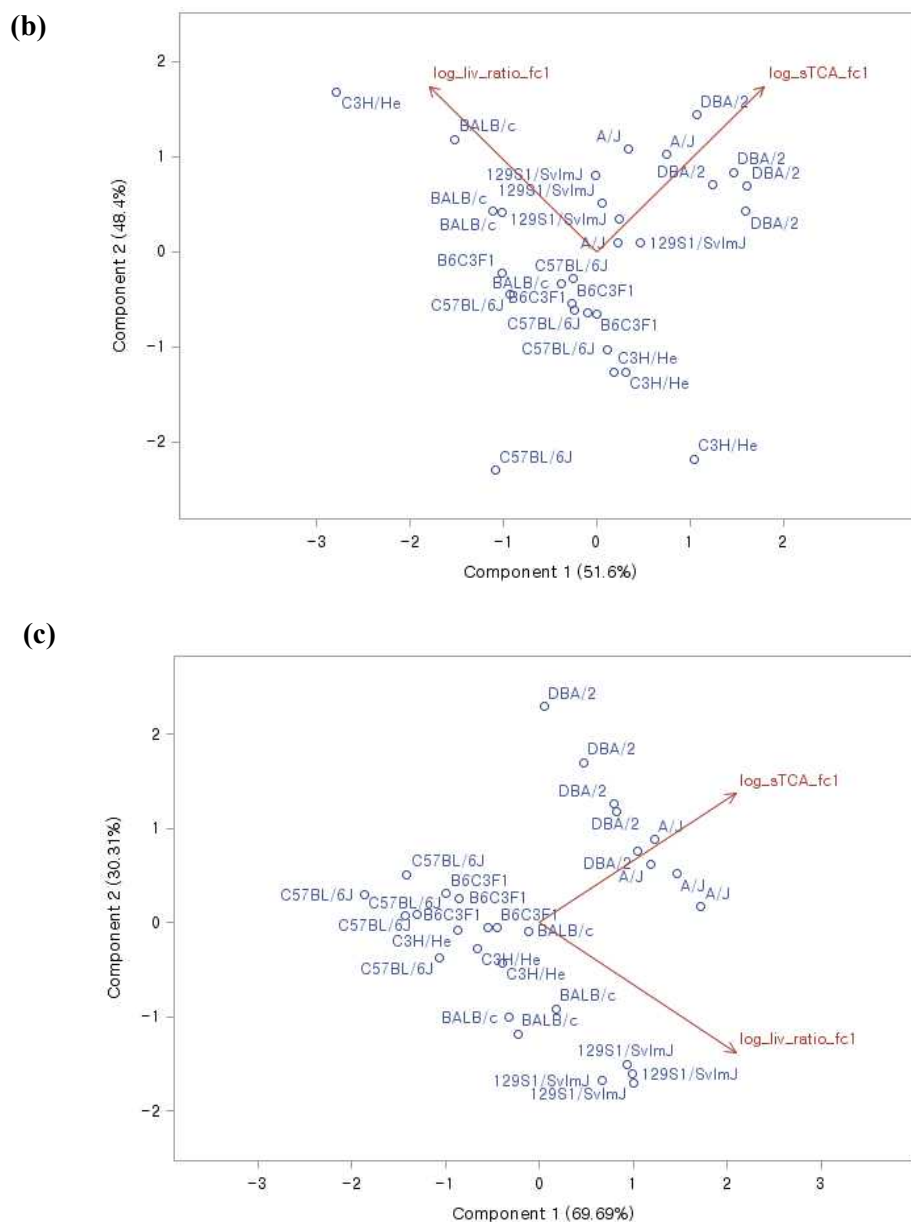 (b)
2
log_liv_ratio_fc1
log_sTCA_fc1
C3H/He
DBA/2
BALB/c
A/J
A/J
1
129S1/SvImJ
DBA/2
DBA/2
DBA/2
129S1/SvImJ
BALB/c
129S1/SvImJ
DBA/2
BALB/c
A/J
129S1/SvImJ
0
B6C3F1
C57BL/6J
BALB/c
B6C3F1
C57BL/6J
B6C3F1
C57BL/6J
B6C3F1
-1
C57BL/6J
C3H/He
C3H/He
-2
C57BL/6J
C3H/He
Component 2 (48.4%)
-3 -2 -1 0 1 2
Component 1 (51.6%)
(c)
DBA/2
2
DBA/2
log_sTCA_fc1
DBA/2
1
DBA/2
A/J
C57BL/6J
DBA/2
A/J
B6C3F1
C57BL/6J
C57BL/6J
B6C3F1
A/J
A/J
0
C57BL/6J
B6C3F1
B6C3F1
BALB/c
C3H/He
C57BL/6J
C3H/He
C3H/He
BALB/c
-1
BALB/c
BALB/c
log_liv_ratio_fc1
129S1/SvImJ
129S1/SvImJ
129S1/SvImJ
129S1/SvImJ
-2
Component 2 (30.31%)
-3 -2 -1 0 1 2 3
Component 1 (69.69%)